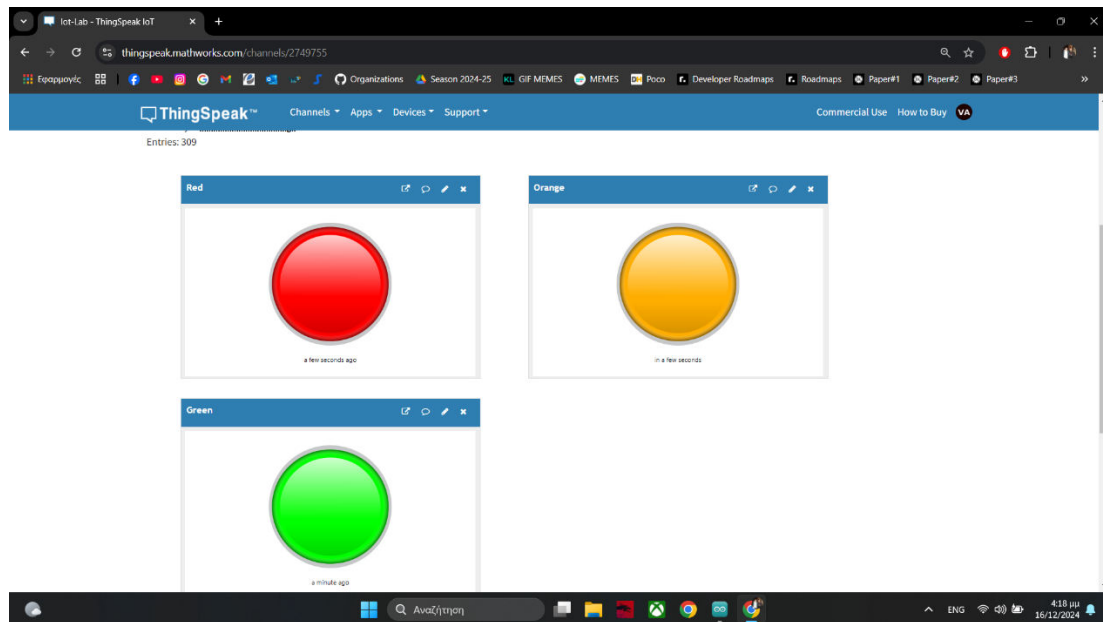 Iot-Lab - ThingSpeak IoT
thingspeak.mathworks.com/channels/2749755
Εφαρμογές Organizations Season 2024-25 KL GIF MEMES MEMES DH Poco r. Developer Roadmaps r. Roadmaps Paper#1 Paper#2 Paper#3 »
ThingSpeak™ Channels Apps Devices Support Commercial Use How to Buy VA
Entries: 309
Red Orange
a few seconds ago in a few seconds
Green
a minute ago
Αναζήτηση ENG 4:18 μμ
16/12/2024